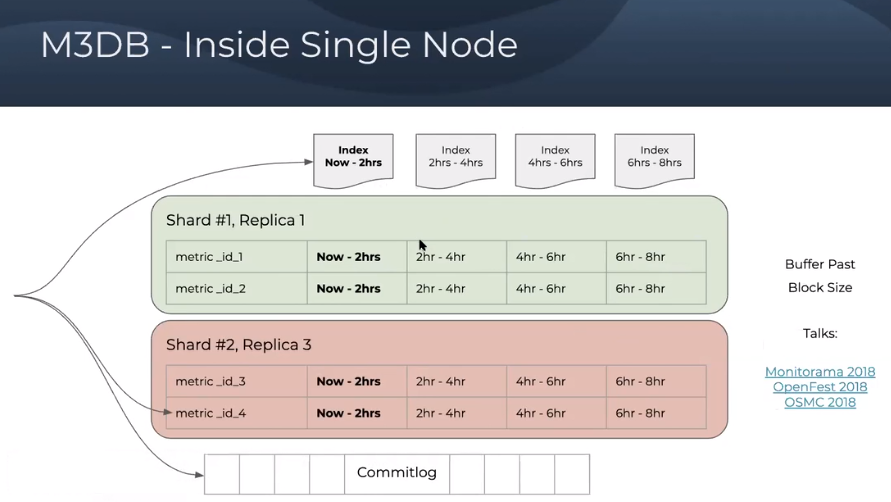 M3DB - Inside Single Node
Index
Now - 2hrs
Index
2hrs - 4hrs
Index
4hrs - 6hrs
Index
6hrs - 8hrs
Shard #1, Replica 1
metric _id_1 Now - 2hrs 2hr - 4hr 4hr - 6hr 6hr - 8hr
metric _id_2 Now - 2hrs 2hr - 4hr 4hr - 6hr 6hr - 8hr
Shard #2, Replica 3
metric _id_3 Now - 2hrs 2hr - 4hr 4hr - 6hr 6hr - 8hr
metric _id_4 Now - 2hrs 2hr - 4hr 4hr - 6hr 6hr - 8hr
Commitlog
Buffer Past
Block Size
Talks:
Monitorama 2018
OpenFest 2018
OSMC 2018